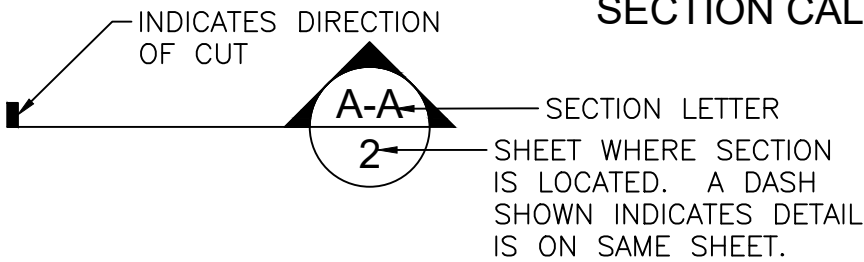 SECTION CAL
INDICATES DIRECTION
OF CUT
A-A
SECTION LETTER
2
SHEET WHERE SECTION
IS LOCATED. A DASH
SHOWN INDICATES DETAIL
IS ON SAME SHEET.